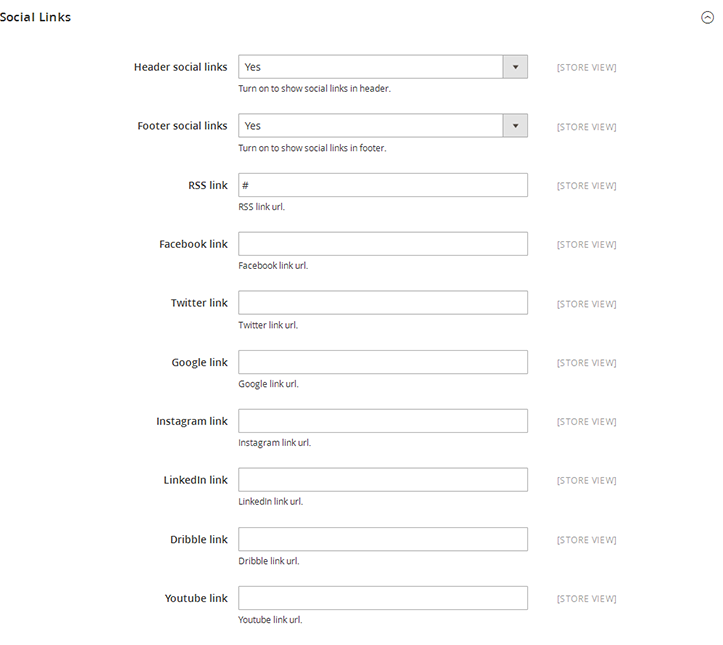 Social Links
Header social links Yes [STORE VIEW]
Turn on to show social links in header.
Footer social links Yes [STORE VIEW]
Turn on to show social links in footer.
RSS link # [STORE VIEW]
RSS link url.
Facebook link [STORE VIEW]
Facebook link url.
Twitter link [STORE VIEW]
Twitter link url.
Google link [STORE VIEW]
Google link url.
Instagram link [STORE VIEW]
Instagram link url.
LinkedIn link [STORE VIEW]
LinkedIn link url.
Dribble link [STORE VIEW]
Dribble link url.
Youtube link [STORE VIEW]
Youtube link url.